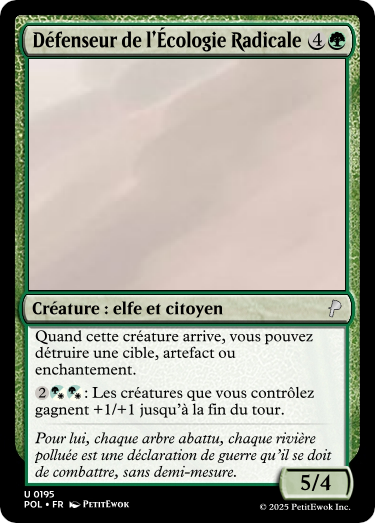 Défenseur de l'Écologie Radicale 4
Créature : elfe et citoyen
Quand cette créature arrive, vous pouvez
détruire une cible, artefact ou
enchantement.
2 : Les créatures que vous contrôlez
gagnent +1/+1 jusqu'à la fin du tour.
Pour lui, chaque arbre abattu, chaque rivière
polluée est une déclaration de guerre qu'il se doit
de combattre, sans demi-mesure.
5/4
U 0195
POL • FR PetitEwok
© 2025 PetitEwok Inc.